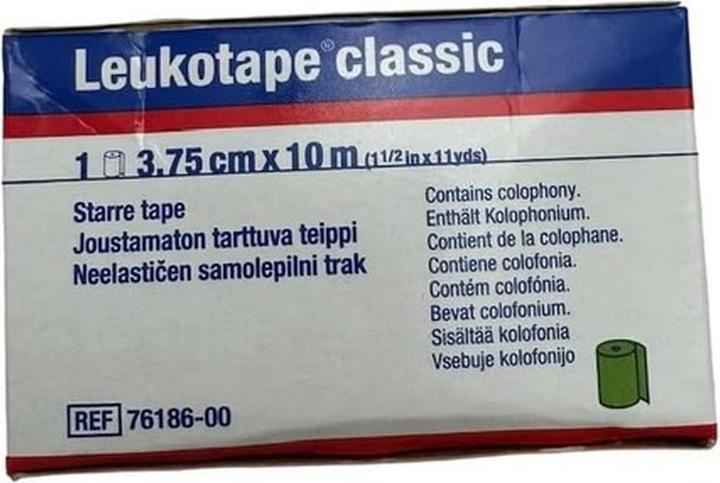 Leukotape® classic
1 3.75 cm x 10 m (1 1/2 in x 11 yds)
Starre tape
Joustamaton tarttuva teippi
Neelastičen samolepilni trak
Contains colophony.
Enthält Kolophonium.
Contient de la colophane.
Contiene colofonia.
Contém colofónia.
Bevat colofonium.
Sisältää kolofonia
Vsebuje kolofonijo
REF 76186-00